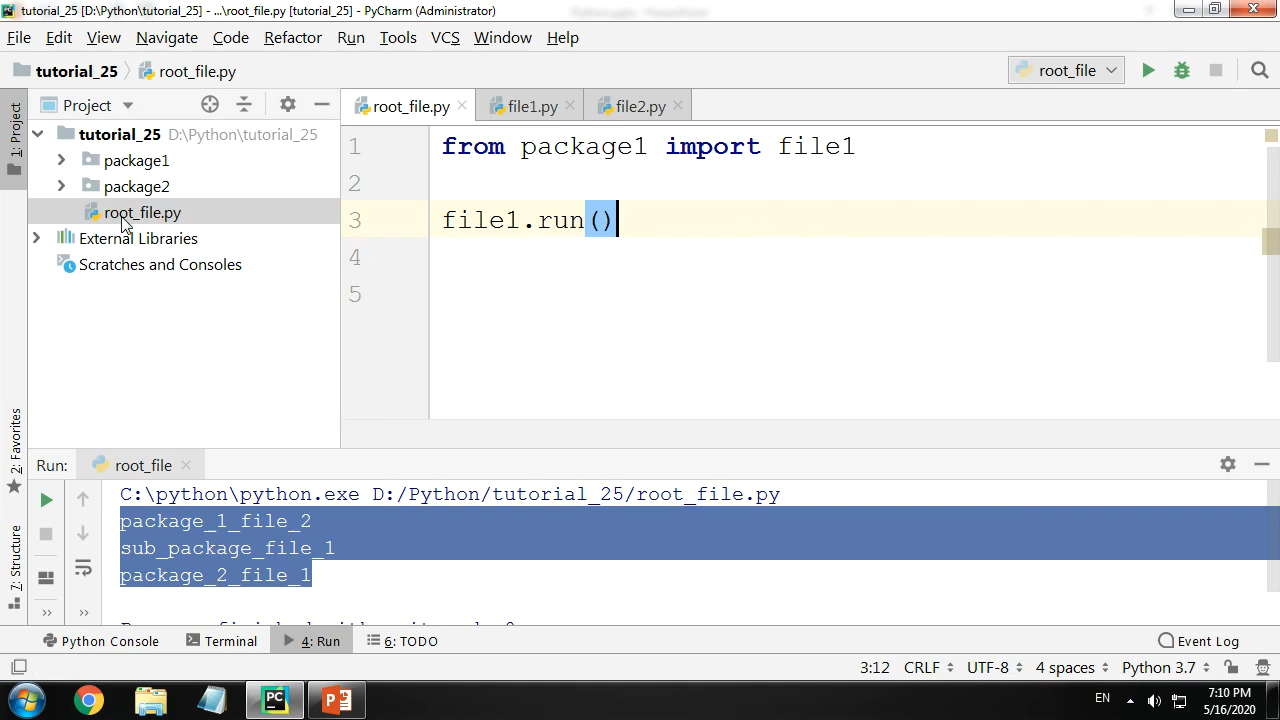 tutorial_25 [D:\Python\tutorial_25] - ...\root_file.py [tutorial_25] - PyCharm (Administrator)
File Edit View Navigate Code Refactor Run Tools VCS Window Help
tutorial_25 root_file.py root_file
1: Project
Project
root_file.py file1.py file2.py
tutorial_25 D:\Python\tutorial_25
package1
package2
root_file.py
External Libraries
Scratches and Consoles
1 from package1 import file1
2
3 file1.run()
4
5
2: Favorites
7: Structure
Run: root_file
C:\python\python.exe D:/Python/tutorial_25/root_file.py
package_1_file_2
sub_package_file_1
package_2_file_1
Python Console Terminal 4: Run 6: TODO Event Log
3:12 CRLF UTF-8 4 spaces Python 3.7
PC
EN 7:10 PM
5/16/2020